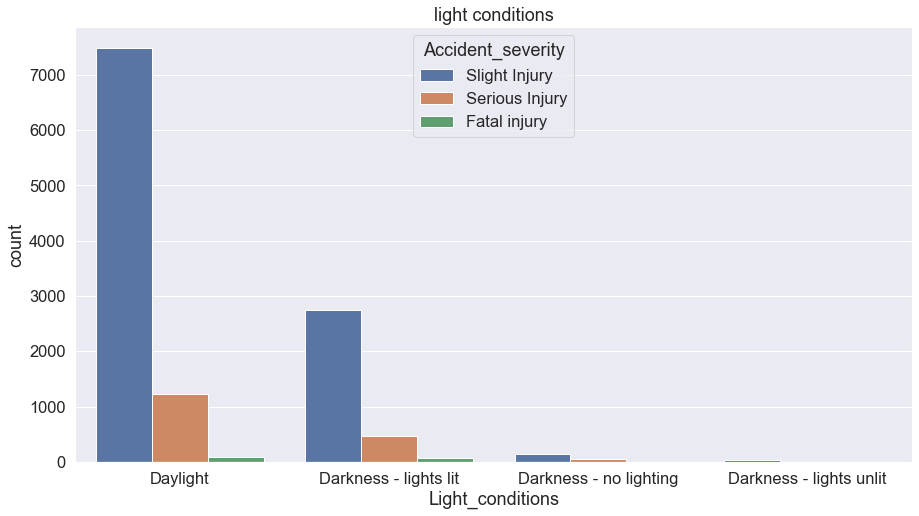 light conditions
Accident_severity
Slight Injury
Serious Injury
Fatal injury
7000
6000
5000
4000
3000
2000
1000
0
count
Daylight
Darkness - lights lit
Darkness - no lighting
Darkness - lights unlit
Light_conditions